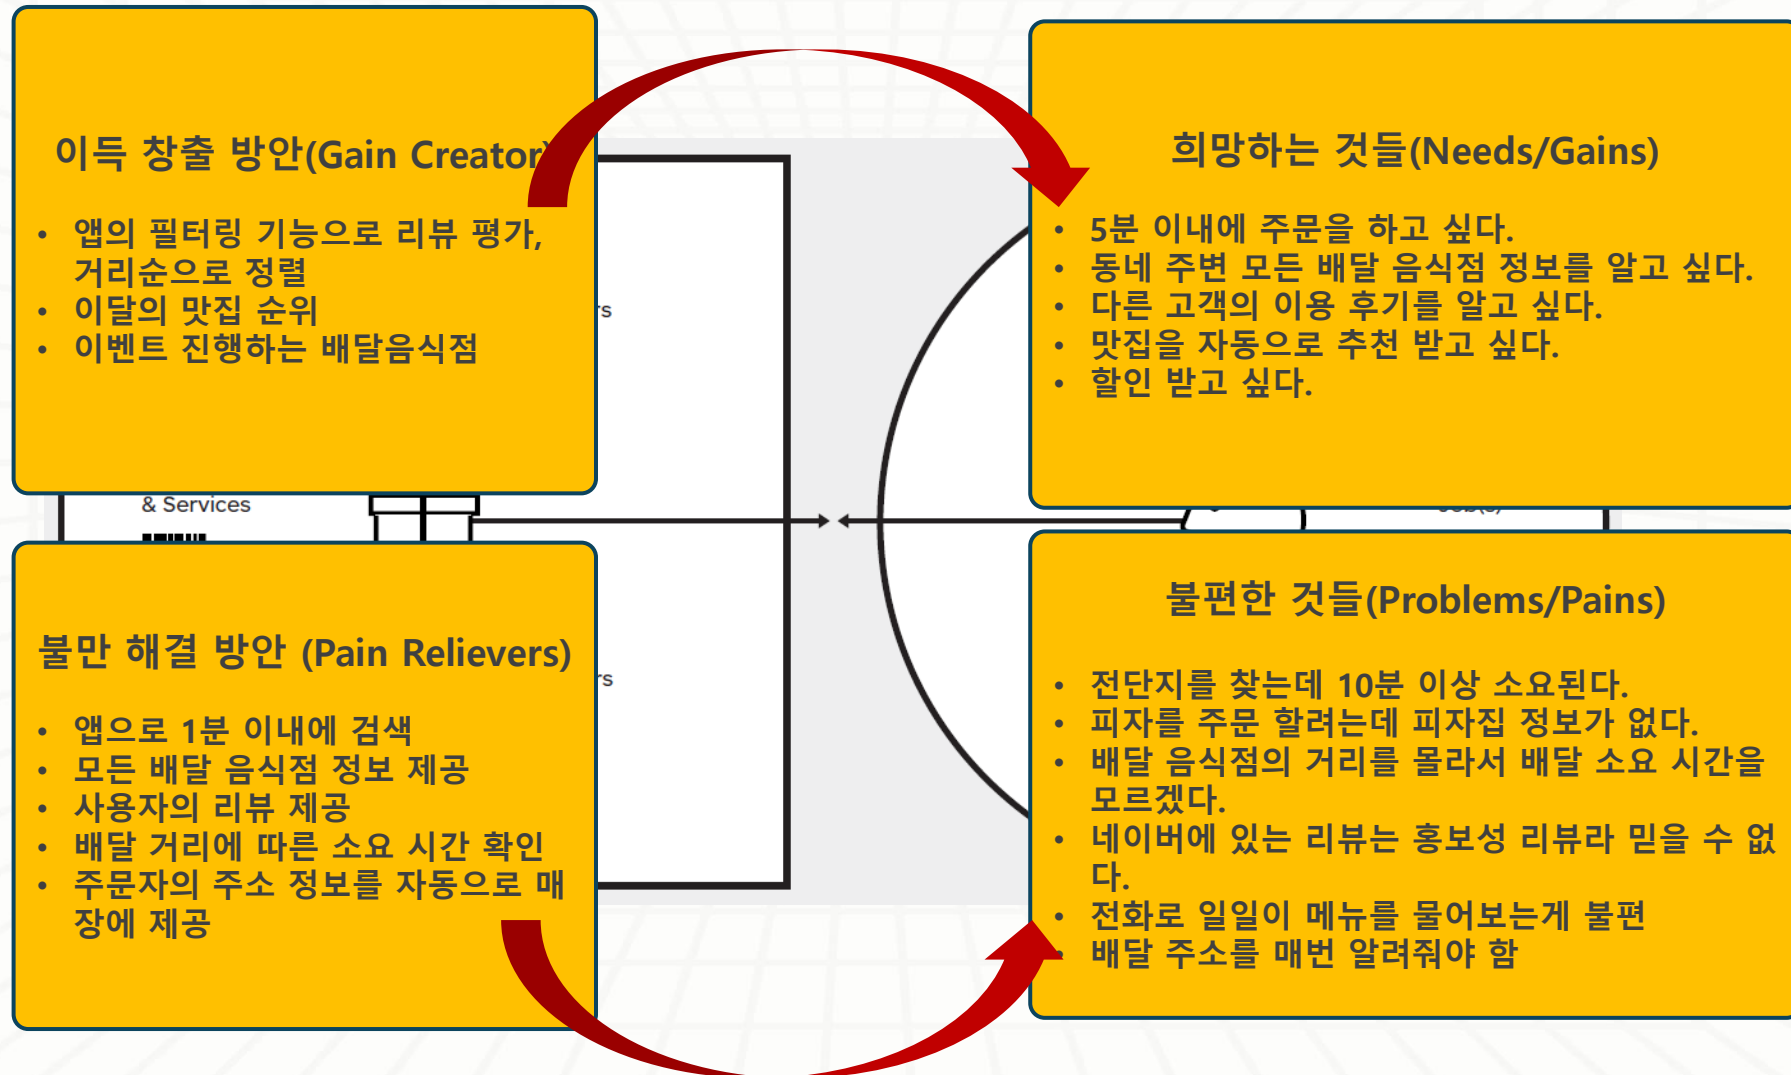 이득 창출 방안(Gain Creator)
• 앱의 필터링 기능으로 리뷰 평가,
거리순으로 정렬
• 이달의 맛집 순위
• 이벤트 진행하는 배달음식점
희망하는 것들(Needs/Gains)
• 5분 이내에 주문을 하고 싶다.
• 동네 주변 모든 배달 음식점 정보를 알고 싶다.
• 다른 고객의 이용 후기를 알고 싶다.
• 맛집을 자동으로 추천 받고 싶다.
• 할인 받고 싶다.
rs
& Services
불만 해결 방안 (Pain Relievers)
• 앱으로 1분 이내에 검색
• 모든 배달 음식점 정보 제공
• 사용자의 리뷰 제공
• 배달 거리에 따른 소요 시간 확인
• 주문자의 주소 정보를 자동으로 매
장에 제공
rs
불편한 것들(Problems/Pains)
• 전단지를 찾는데 10분 이상 소요된다.
• 피자를 주문 할려는데 피자집 정보가 없다.
• 배달 음식점의 거리를 몰라서 배달 소요 시간을
모르겠다.
• 네이버에 있는 리뷰는 홍보성 리뷰라 믿을 수 없
다.
• 전화로 일일이 메뉴를 물어보는게 불편
• 배달 주소를 매번 알려줘야 함